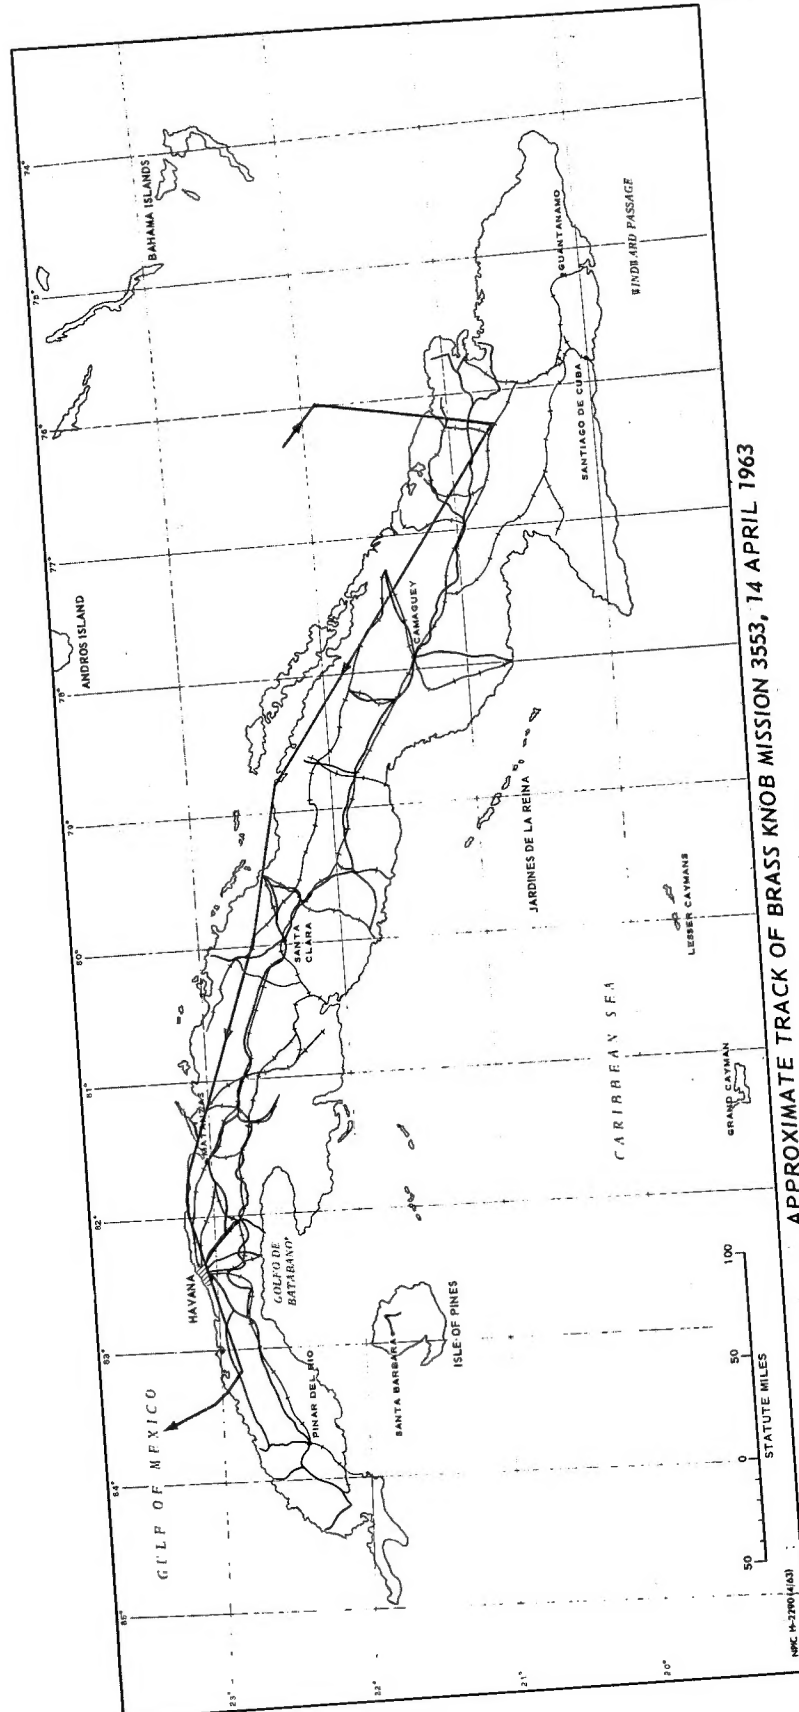 GULF OF MEXICO
HAVANA
MATANZAS
PINAR DEL RIO
GOLFO DE
BATABANO'
SANTA BARBARA
ISLE OF PINES
SANTA
CLARA
ANDROS ISLAND
BAHAMA ISLANDS
CAMAGUEY
JARDINES DE LA REINA
SANTIAGO DE CUBA
GUANTANAMO
WINDWARD PASSAGE
CARIBBEAN SEA
LESSER CAYMANS
GRAND CAYMAN
85°
84°
83°
82°
81°
80°
79°
78°
77°
76°
75°
74°
23°
22°
21°
20°
50 0 50 100
STATUTE MILES
NPIC H-2290 (4/63)
APPROXIMATE TRACK OF BRASS KNOB MISSION 3553, 14 APRIL 1963